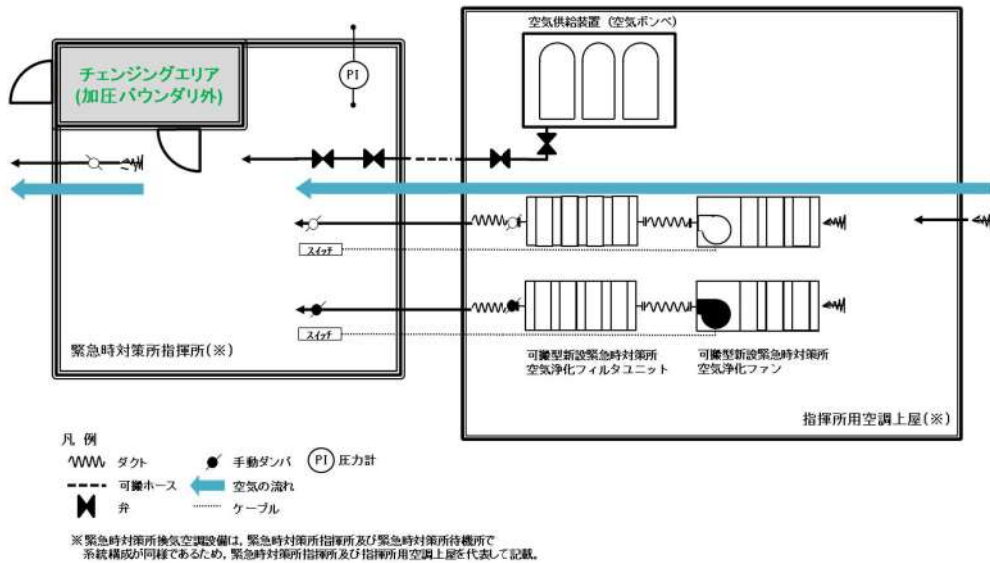 空気供給装置 (空気ボンベ)
チェンジングエリア
(加圧バウンダリ外)
PI
スイッチ
スイッチ
緊急時対策所指揮所(※)
可搬型新設緊急時対策所
空気浄化フィルタユニット
可搬型新設緊急時対策所
空気浄化ファン
指揮所用空調上屋(※)
凡 例
ダクト
手動ダンパ
PI
圧力計
可搬ホース
空気の流れ
弁
ケーブル
※緊急時対策所換気空調設備は、緊急時対策所指揮所及び緊急時対策所待機所で
系統構成が同様であるため、緊急時対策所指揮所及び指揮所用空調上屋を代表して記載。